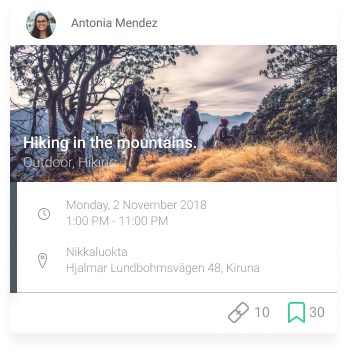 Antonia Mendez
Hiking in the mountains.
Outdoor, Hiking
Monday, 2 November 2018
1:00 PM - 11:00 PM
Nikkaluokta
Hjalmar Lundbohmsvägen 48, Kiruna
10 30